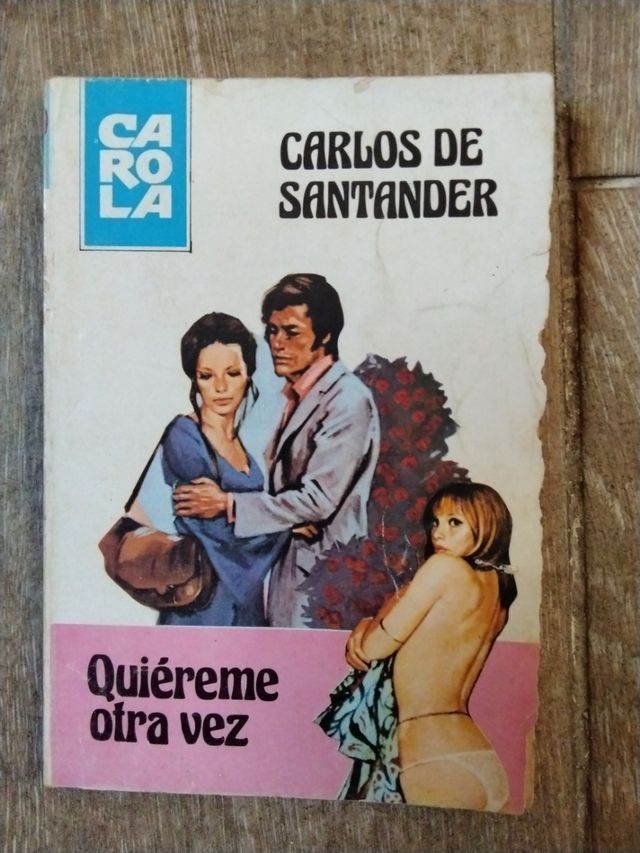 CA
RO
LA
CARLOS DE
SANTANDER
Quiéreme
otra vez